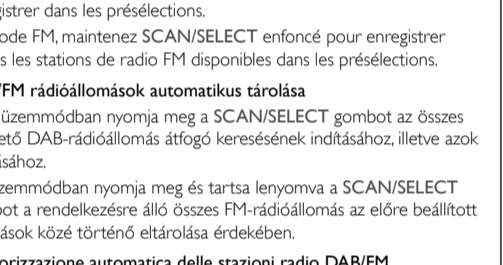 istrer dans les présélections.
ode FM, maintenez SCAN/SELECT enfoncé pour enregistrer
s les stations de radio FM disponibles dans les présélections.
/FM rádióállomások automatikus tárolása
üzemmódban nyomja meg a SCAN/SELECT gombot az összes
ető DAB-rádióállomás átfogó keresésének indításához, illetve azok
ásához.
zemmódban nyomja meg és tartsa lenyomva a SCAN/SELECT
bot a rendelkezésre álló összes FM-rádióállomás az előre beállított
ások közé történő eltárolása érdekében.
orizzazione automatica delle stazioni radio DAB/FM